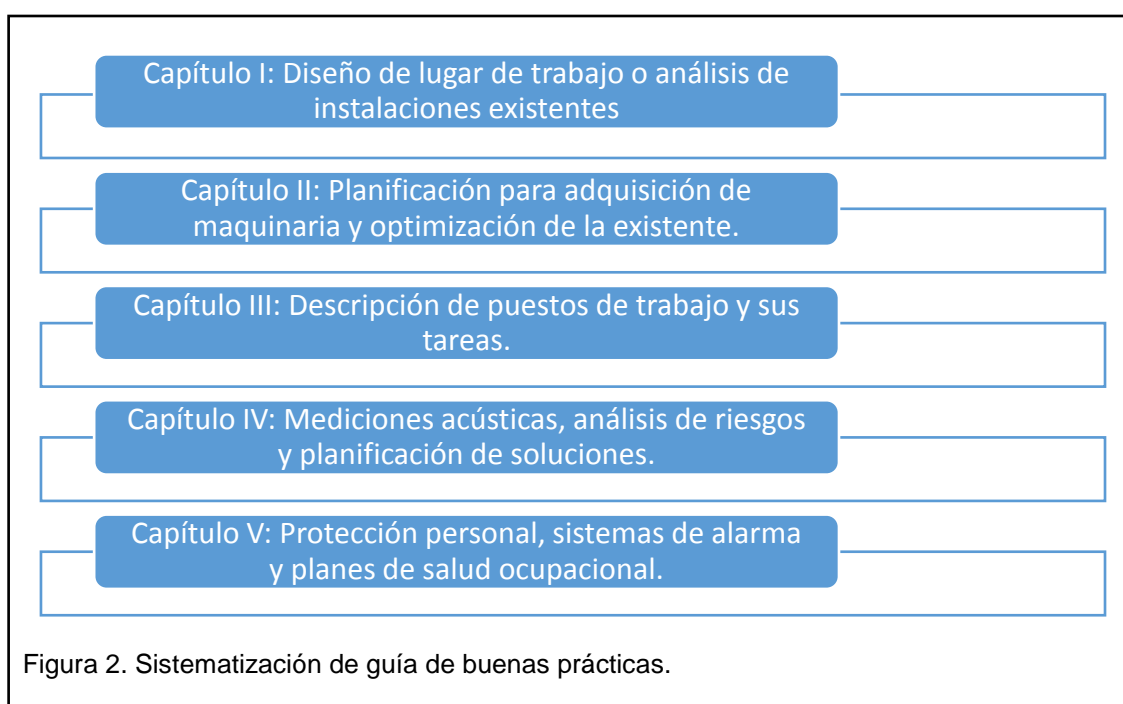 Capítulo I: Diseño de lugar de trabajo o análisis de
instalaciones existentes
Capítulo II: Planificación para adquisición de
maquinaria y optimización de la existente.
Capítulo III: Descripción de puestos de trabajo y sus
tareas.
Capítulo IV: Mediciones acústicas, análisis de riesgos
y planificación de soluciones.
Capítulo V: Protección personal, sistemas de alarma
y planes de salud ocupacional.
Figura 2. Sistematización de guía de buenas prácticas.